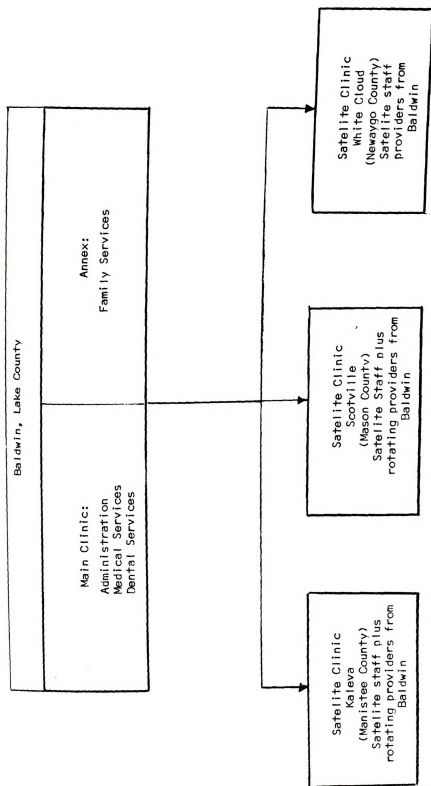 Baldwin, Lake County
Main Clinic:
Administration
Medical Services
Dental Services
Annex:
Family Services
Satelite Clinic
Kaleva
(Manistee County)
Satelite staff plus
rotating providers from
Baldwin
Satelite Clinic
Scotville
(Mason County)
Satelite Staff plus
rotating providers from
Baldwin
Satelite Clinic
White Cloud
(Newaygo County)
Satelite staff
providers from
Baldwin